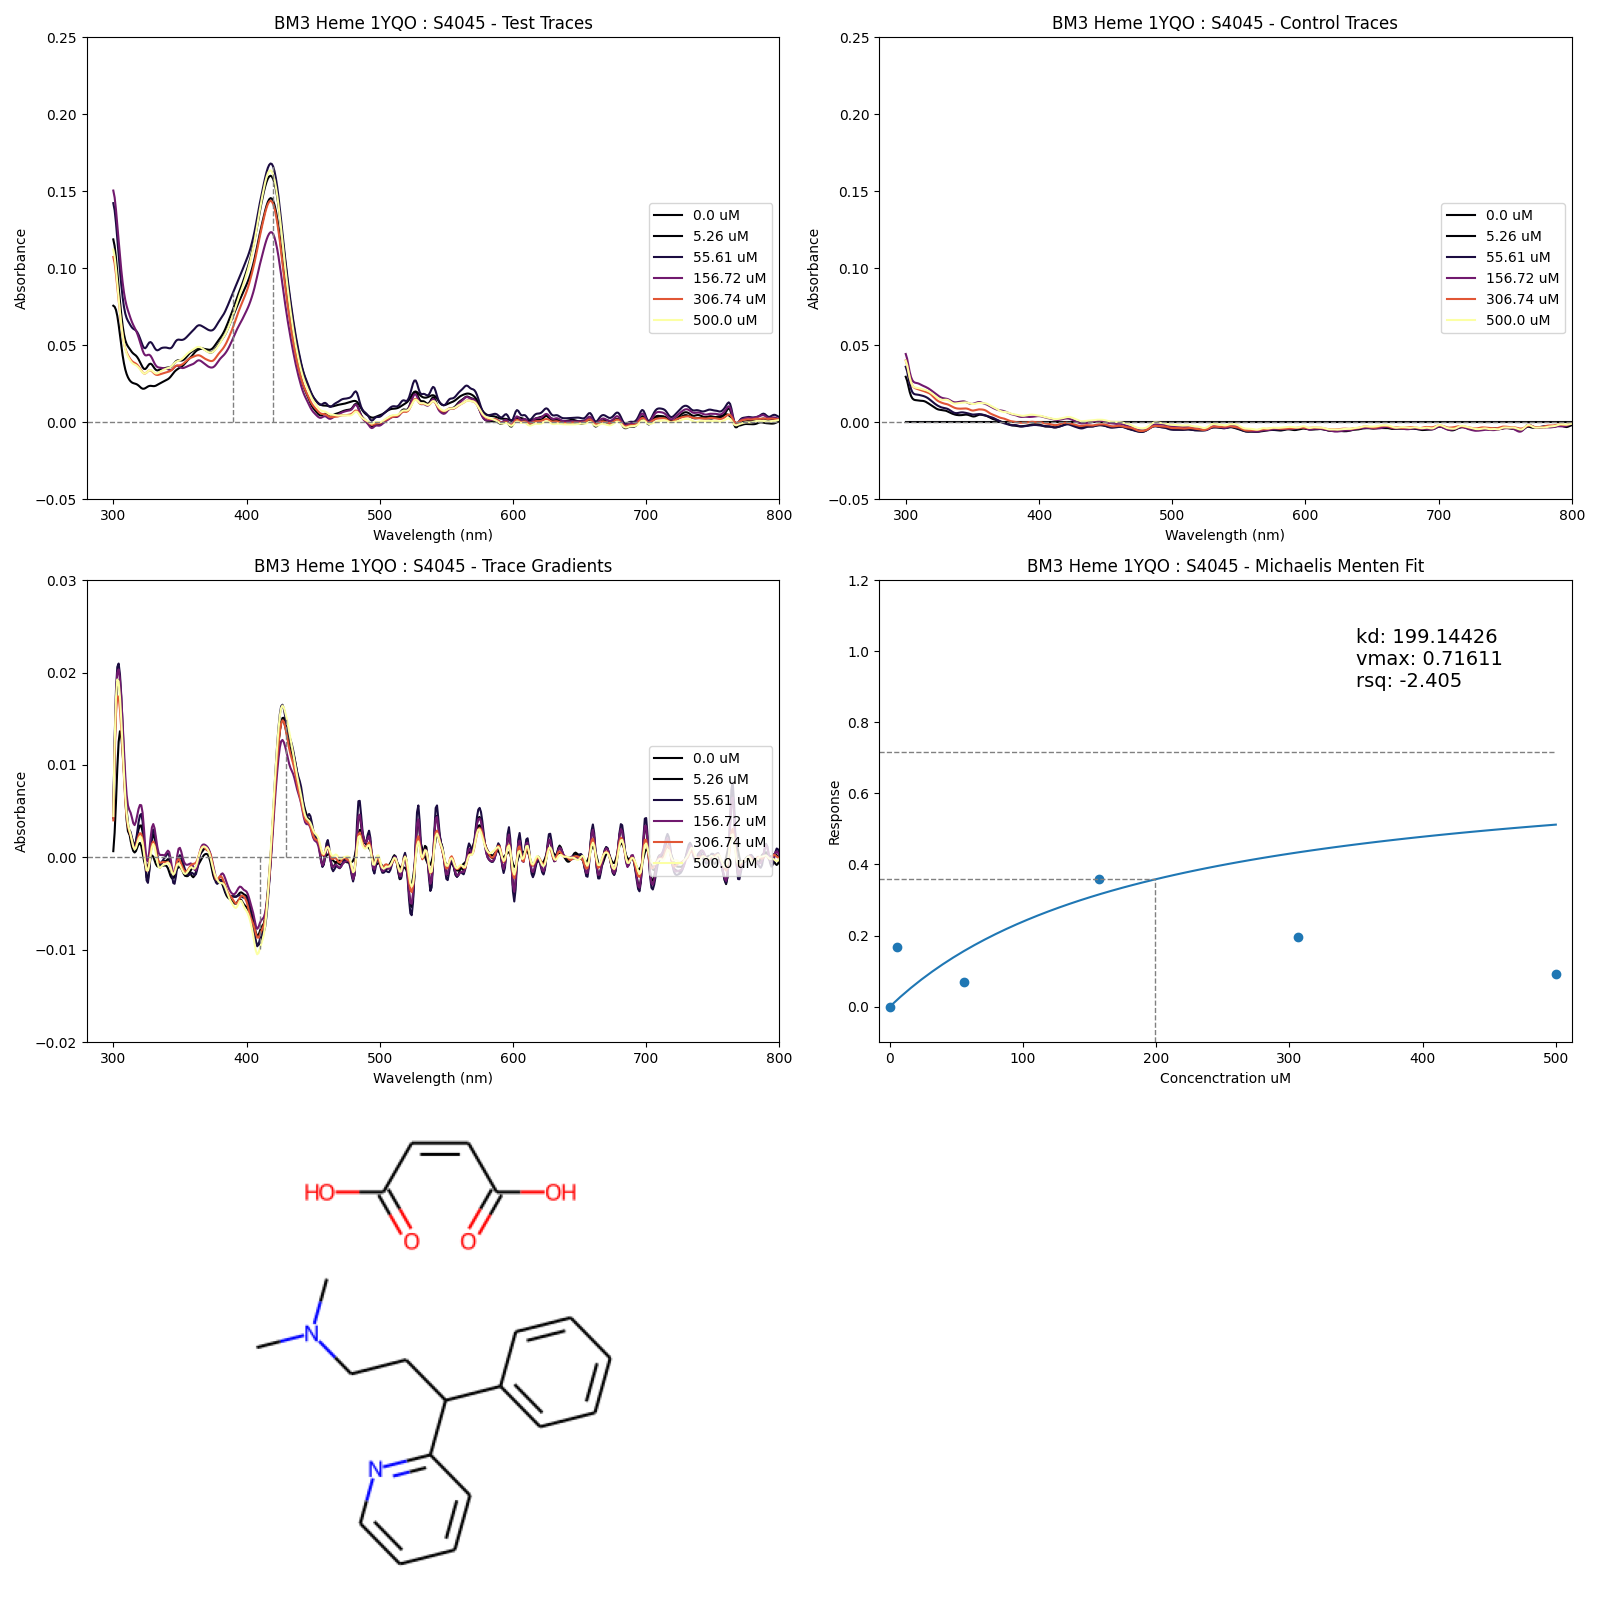 BM3 Heme 1YQO : S4045 - Test Traces
0.25
0.20
0.15
0.10
0.05
0.00
−0.05
Absorbance
300 400 500 600 700 800
Wavelength (nm)
0.0 uM
5.26 uM
55.61 uM
156.72 uM
306.74 uM
500.0 uM
BM3 Heme 1YQO : S4045 - Control Traces
0.25
0.20
0.15
0.10
0.05
0.00
−0.05
Absorbance
300 400 500 600 700 800
Wavelength (nm)
0.0 uM
5.26 uM
55.61 uM
156.72 uM
306.74 uM
500.0 uM
BM3 Heme 1YQO : S4045 - Trace Gradients
0.03
0.02
0.01
0.00
−0.01
−0.02
Absorbance
300 400 500 600 700 800
Wavelength (nm)
0.0 uM
5.26 uM
55.61 uM
156.72 uM
306.74 uM
500.0 uM
BM3 Heme 1YQO : S4045 - Michaelis Menten Fit
1.2
1.0
0.8
0.6
0.4
0.2
0.0
Response
0 100 200 300 400 500
Concenctration uM
kd: 199.14426
vmax: 0.71611
rsq: -2.405
HO OH
O O
N
N